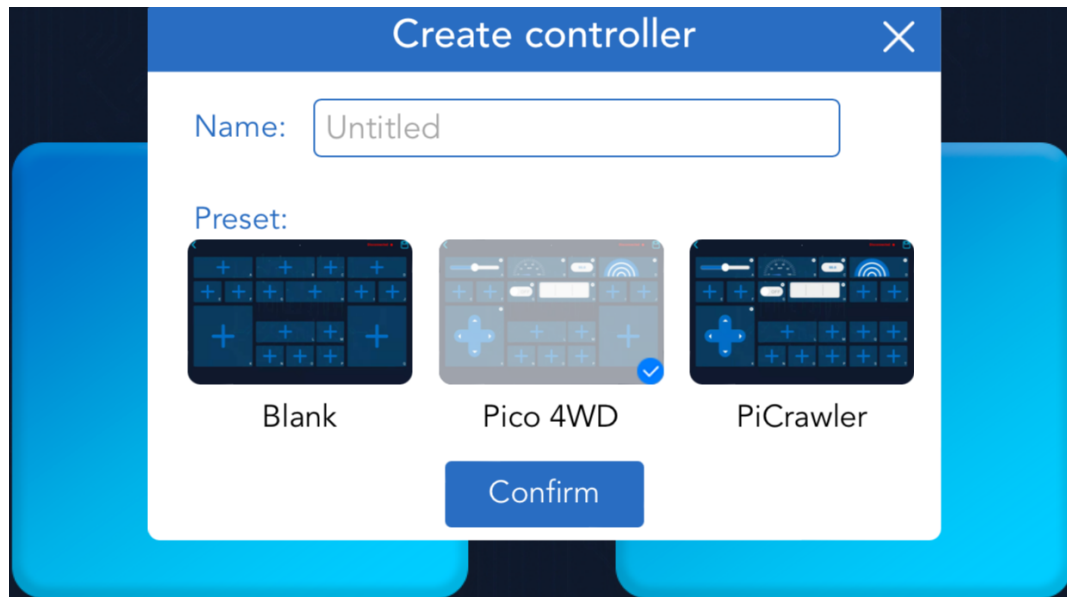 Create controller
Name: Untitled
Preset:
Blank Pico 4WD PiCrawler
Confirm